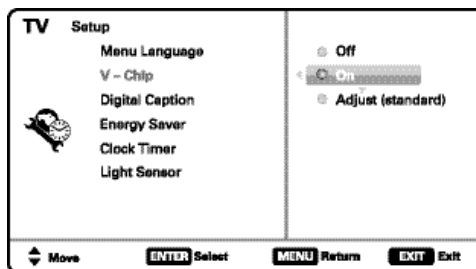 TV Setup
Menu Language
V - Chip
Digital Caption
Energy Saver
Clock Timer
Light Sensor
Off
On
Adjust (standard)
Move ENTER Select MENU Return EXIT Exit